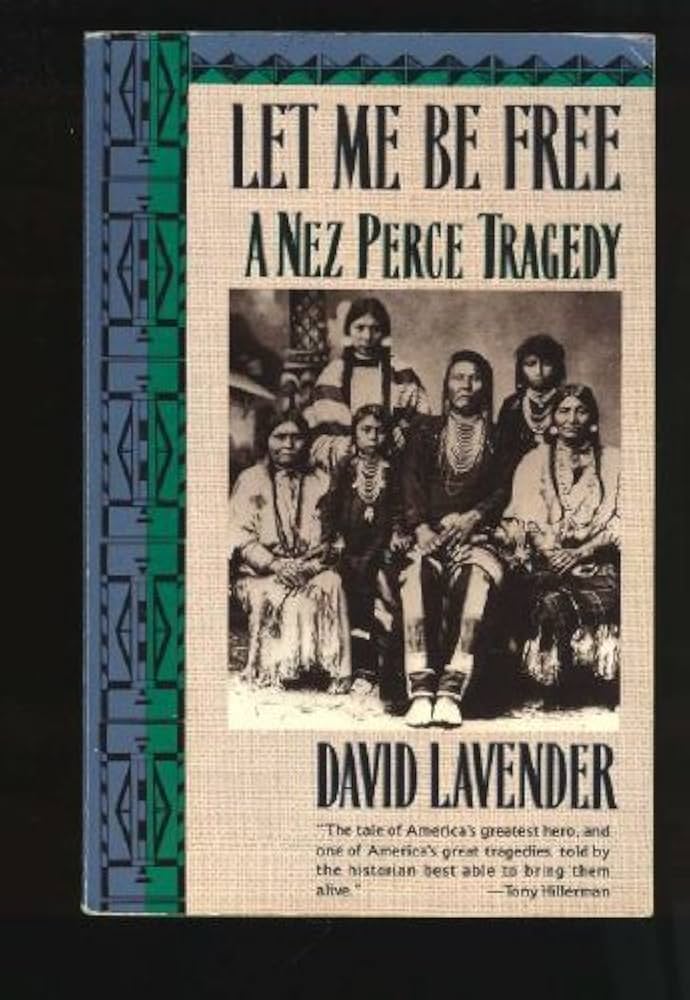 LET ME BE FREE
A NEZ PERCE TRAGEDY
DAVID LAVENDER
"The tale of America's greatest hero, and
one of America's great tragedies, told by
the historian best able to bring them
alive."
—Tony Hillerman